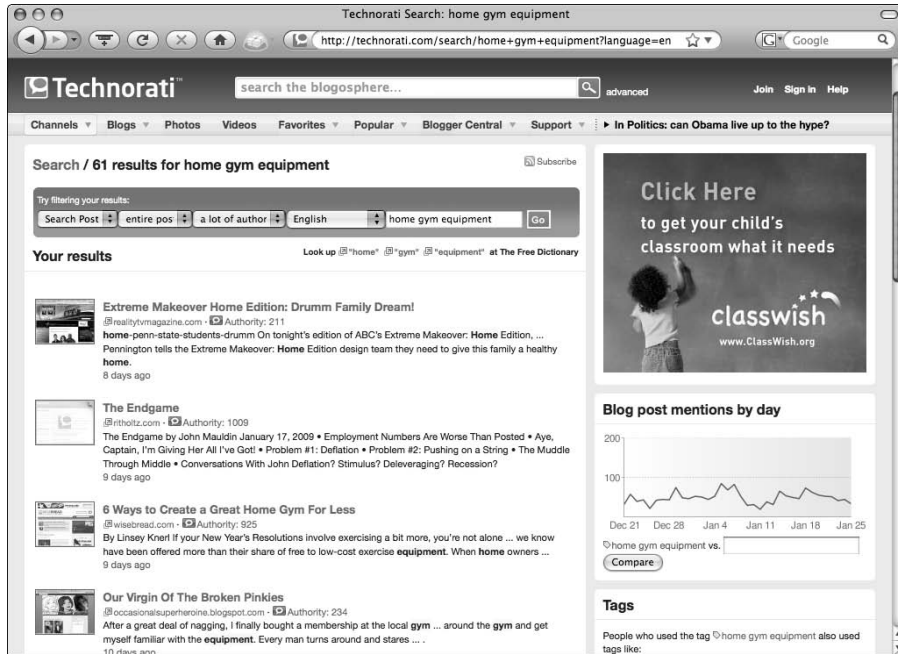 Technorati Search: home gym equipment
http://technorati.com/search/home+gym+equipment?language=en
G Google
Technorati™
search the blogosphere...
advanced
Join Sign in Help
Channels Blogs Photos Videos Favorites Popular Blogger Central Support
In Politics: can Obama live up to the hype?
Search / 61 results for home gym equipment
Subscribe
Try filtering your results:
Search Post entire pos a lot of author English home gym equipment Go
Your results
Look up "home" "gym" "equipment" at The Free Dictionary
Extreme Makeover Home Edition: Drumm Family Dream!
realitytvmagazine.com - Authority: 211
home-penn-state-students-drumm On tonight's edition of ABC's Extreme Makeover: Home Edition, ...
Pennington tells the Extreme Makeover: Home Edition design team they need to give this family a healthy
home.
8 days ago
The Endgame
ritholtz.com - Authority: 1009
The Endgame by John Mauldin January 17, 2009 • Employment Numbers Are Worse Than Posted • Aye,
Captain, I'm Giving Her All I've Got! • Problem #1: Deflation • Problem #2: Pushing on a String • The Muddle
Through Middle • Conversations With John Deflation? Stimulus? Deleveraging? Recession?
9 days ago
6 Ways to Create a Great Home Gym For Less
wisebread.com - Authority: 925
By Linsey Knerl If your New Year's Resolutions involve exercising a bit more, you're not alone ... we know
have been offered more than their share of free to low-cost exercise equipment. When home owners ...
9 days ago
Our Virgin Of The Broken Pinkies
occasionalsuperheroine.blogspot.com - Authority: 234
After a great deal of nagging, I finally bought a membership at the local gym ... around the gym and get
myself familiar with the equipment. Every man turns around and stares ... .
10 days ago
Click Here
to get your child's
classroom what it needs
classwish
www.ClassWish.org
Blog post mentions by day
200
100
Dec 21 Dec 28 Jan 4 Jan 11 Jan 18 Jan 25
home gym equipment vs.
Compare
Tags
People who used the tag home gym equipment also used
tags like: